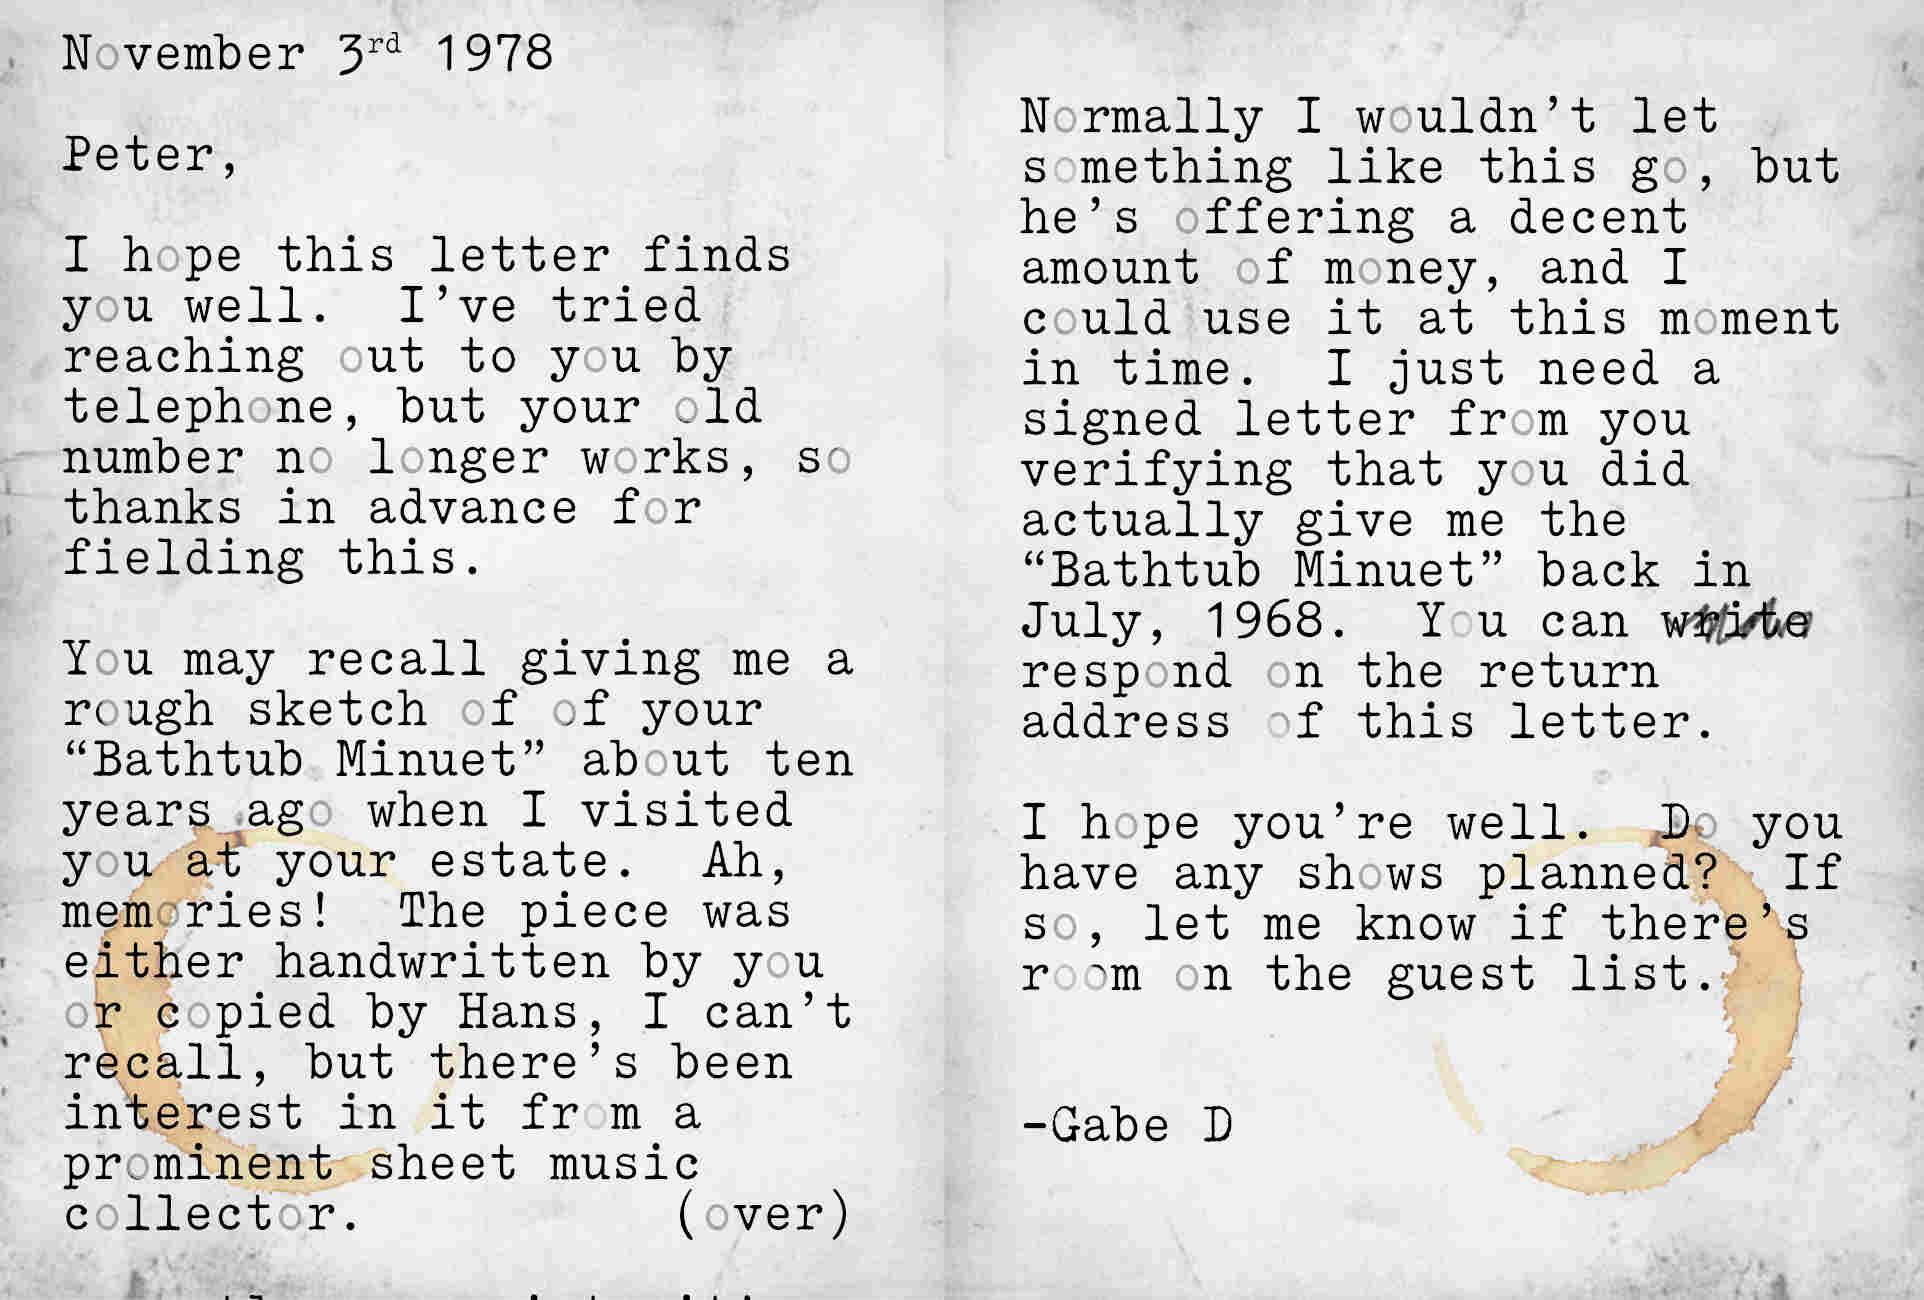 November 3rd 1978
Peter,
I hope this letter finds
you well.  I've tried
reaching out to you by
telephone, but your old
number no longer works, so
thanks in advance for
fielding this.
You may recall giving me a
rough sketch of of your
“Bathtub Minuet” about ten
years ago when I visited
you at your estate.  Ah,
memories!  The piece was
either handwritten by you
or copied by Hans, I can't
recall, but there's been
interest in it from a
prominent sheet music
collector. (over)
Normally I wouldn't let
something like this go, but
he's offering a decent
amount of money, and I
could use it at this moment
in time.  I just need a
signed letter from you
verifying that you did
actually give me the
“Bathtub Minuet” back in
July, 1968.  You can write
respond on the return
address of this letter.
I hope you're well.  Do you
have any shows planned?  If
so, let me know if there's
room on the guest list.
-Gabe D